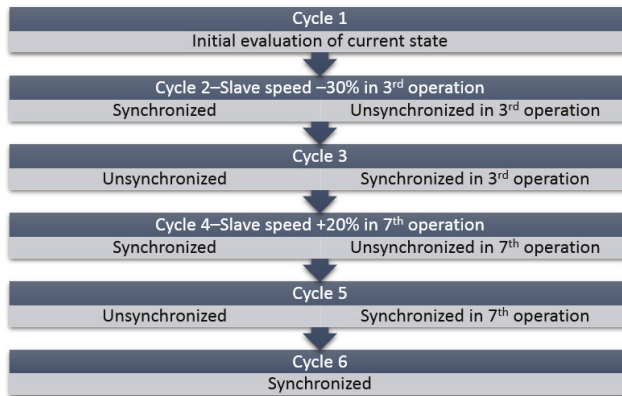 Cycle 1
Initial evaluation of current state
Cycle 2–Slave speed –30% in 3rd operation
Synchronized Unsynchronized in 3rd operation
Cycle 3
Unsynchronized Synchronized in 3rd operation
Cycle 4–Slave speed +20% in 7th operation
Synchronized Unsynchronized in 7th operation
Cycle 5
Unsynchronized Synchronized in 7th operation
Cycle 6
Synchronized